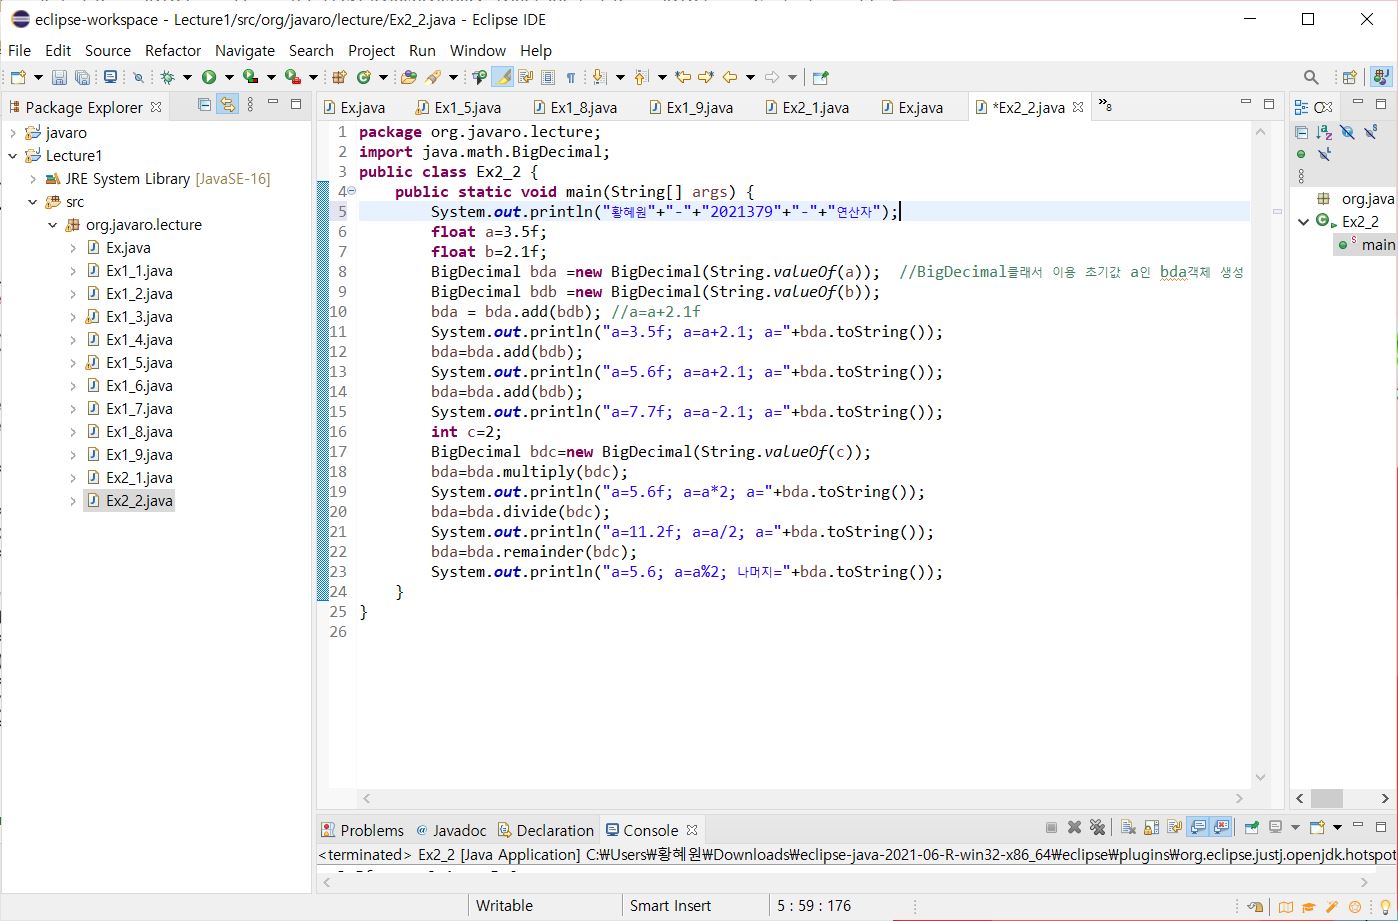 eclipse-workspace - Lecture1/src/org/javaro/lecture/Ex2_2.java - Eclipse IDE
File Edit Source Refactor Navigate Search Project Run Window Help
Package Explorer
javaro
Lecture1
JRE System Library [JavaSE-16]
src
org.javaro.lecture
Ex.java
Ex1_1.java
Ex1_2.java
Ex1_3.java
Ex1_4.java
Ex1_5.java
Ex1_6.java
Ex1_7.java
Ex1_8.java
Ex1_9.java
Ex2_1.java
Ex2_2.java
Ex.java Ex1_5.java Ex1_8.java Ex1_9.java Ex2_1.java Ex.java *Ex2_2.java »8
1 package org.javaro.lecture;
2 import java.math.BigDecimal;
3 public class Ex2_2 {
4 public static void main(String[] args) {
5 System.out.println("황혜원"+"-"+"2021379"+"-"+"연산자");
6 float a=3.5f;
7 float b=2.1f;
8 BigDecimal bda =new BigDecimal(String.valueOf(a)); //BigDecimal클래서 이용 초기값 a인 bda객체 생성
9 BigDecimal bdb =new BigDecimal(String.valueOf(b));
10 bda = bda.add(bdb); //a=a+2.1f
11 System.out.println("a=3.5f; a=a+2.1; a="+bda.toString());
12 bda=bda.add(bdb);
13 System.out.println("a=5.6f; a=a+2.1; a="+bda.toString());
14 bda=bda.add(bdb);
15 System.out.println("a=7.7f; a=a-2.1; a="+bda.toString());
16 int c=2;
17 BigDecimal bdc=new BigDecimal(String.valueOf(c));
18 bda=bda.multiply(bdc);
19 System.out.println("a=5.6f; a=a*2; a="+bda.toString());
20 bda=bda.divide(bdc);
21 System.out.println("a=11.2f; a=a/2; a="+bda.toString());
22 bda=bda.remainder(bdc);
23 System.out.println("a=5.6; a=a%2; 나머지="+bda.toString());
24 }
25 }
26
org.java
Ex2_2
main
Problems @ Javadoc Declaration Console
<terminated> Ex2_2 [Java Application] C:₩Users₩황혜원₩Downloads₩eclipse-java-2021-06-R-win32-x86_64₩eclipse₩plugins₩org.eclipse.justj.openjdk.hotspot
Writable Smart Insert 5 : 59 : 176